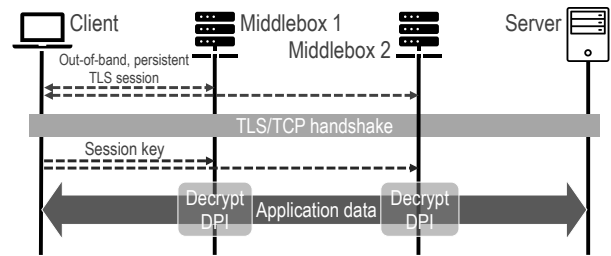 Client
Middlebox 1
Middlebox 2
Server
Out-of-band, persistent
TLS session
TLS/TCP handshake
Session key
Decrypt
DPI
Application data
Decrypt
DPI